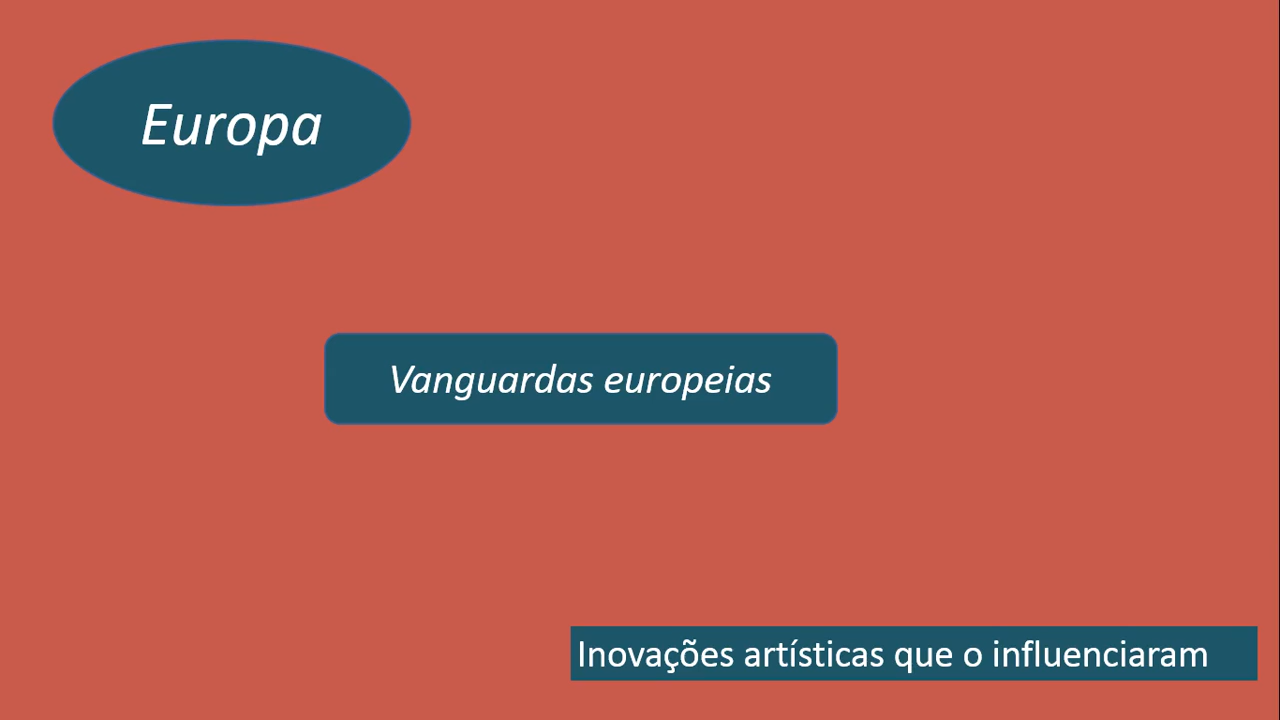 Europa
Vanguardas europeias
Inovações artísticas que o influenciaram